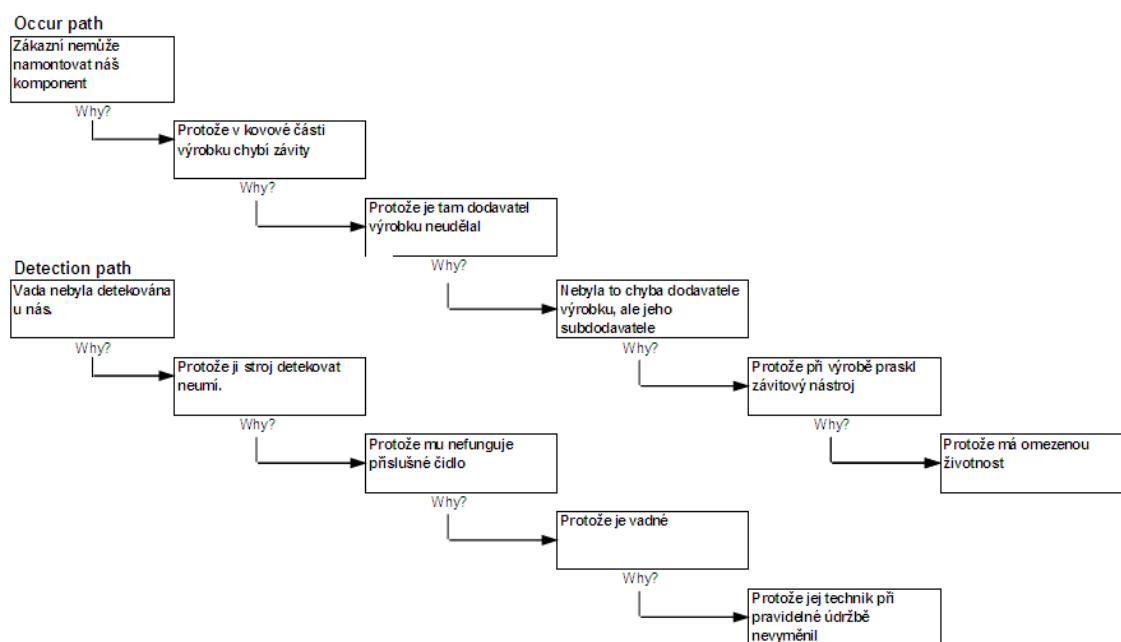 Occur path
Zákazní nemůže
namontovat náš
komponent
Why?
Protože v kovové části
výrobku chybí závity
Why?
Protože je tam dodavatel
výrobku neudělal
Why?
Nebyla to chyba dodavatele
výrobku, ale jeho
subdodavatele
Why?
Protože při výrobě praskl
závitový nástroj
Why?
Protože má omezenou
životnost
Detection path
Vada nebyla detekována
u nás.
Why?
Protože ji stroj detekovat
neumí.
Why?
Protože mu nefunguje
příslušné čidlo
Why?
Protože je vadné
Why?
Protože jej technik při
pravidelné údržbě
nevyměnil